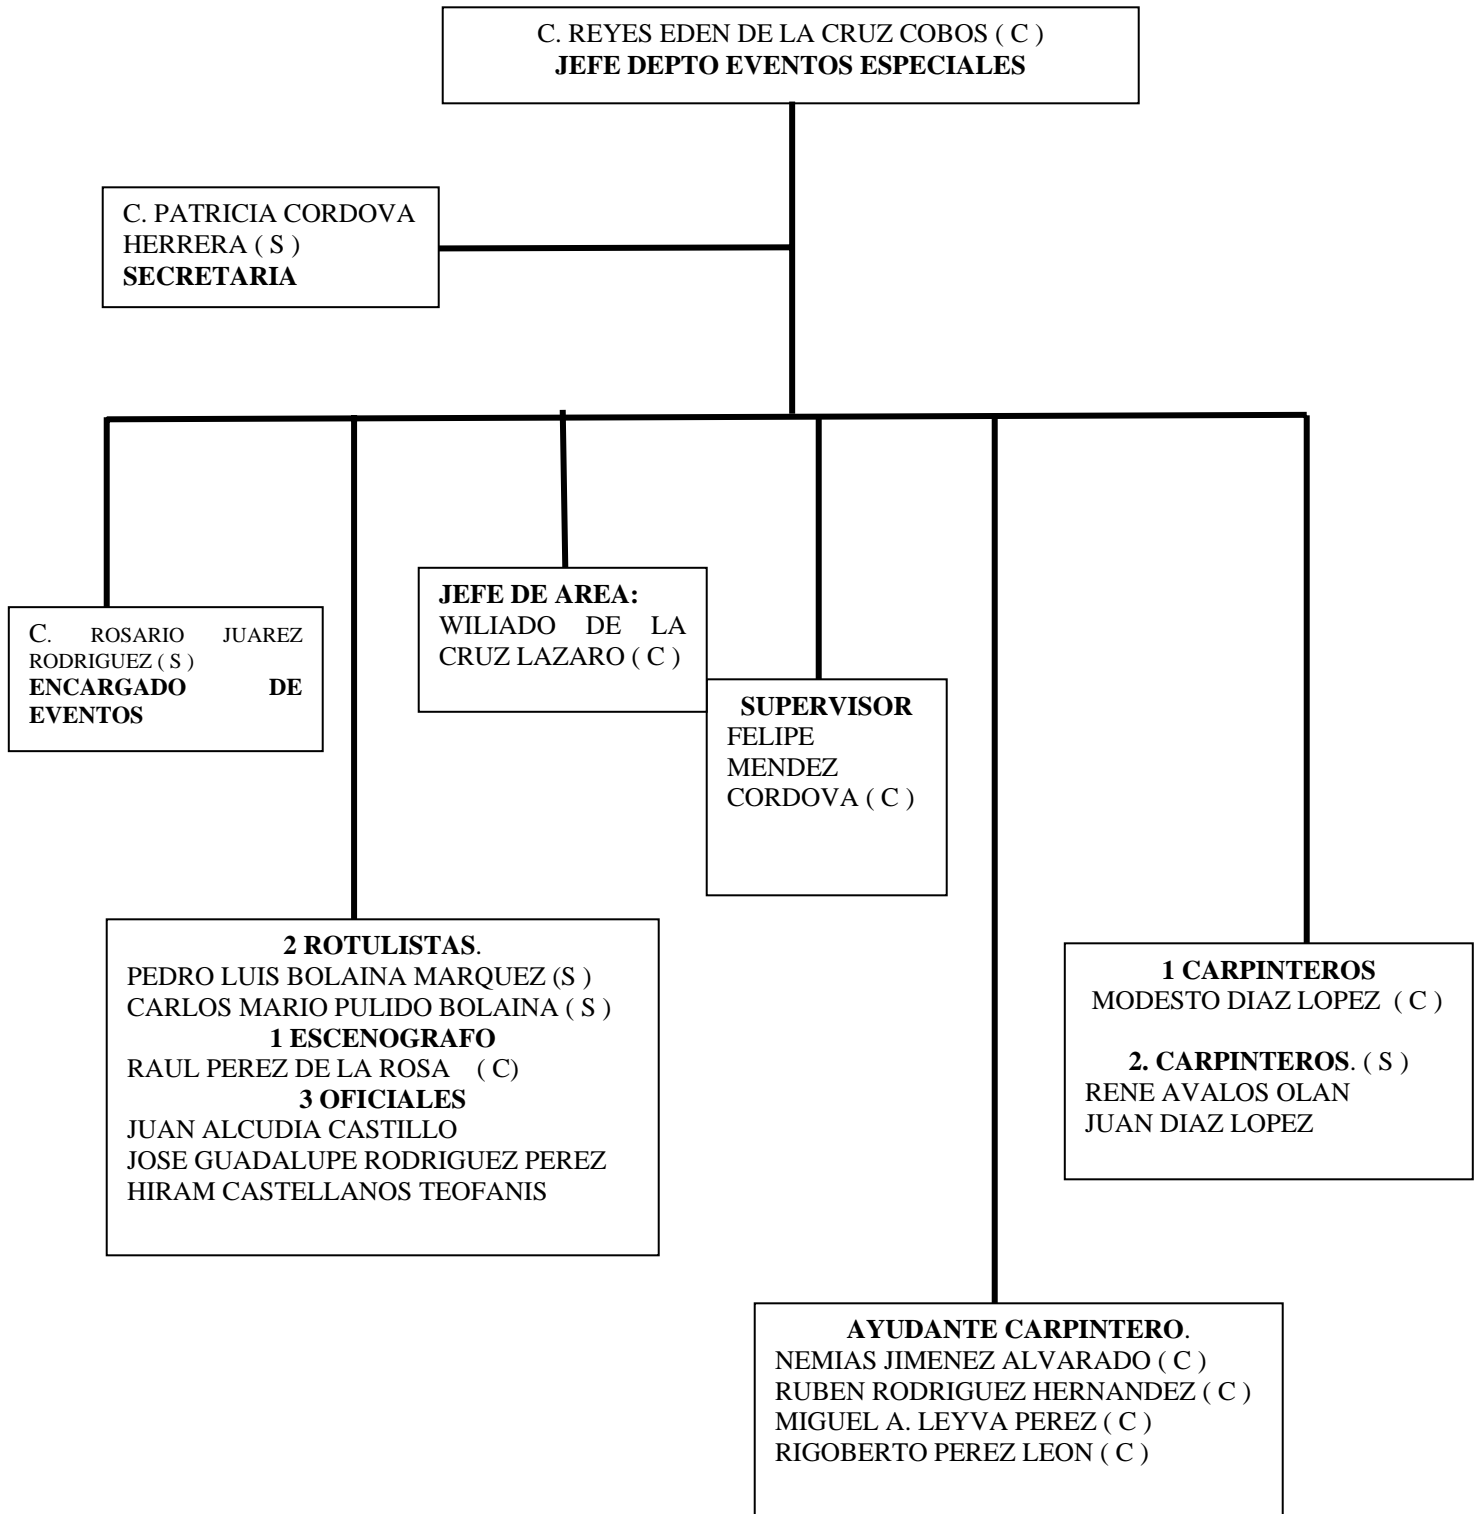 C. REYES EDEN DE LA CRUZ COBOS ( C )
JEFE DEPTO EVENTOS ESPECIALES
C. PATRICIA CORDOVA
HERRERA ( S )
SECRETARIA
C. ROSARIO JUAREZ
RODRIGUEZ ( S )
ENCARGADO DE
EVENTOS
JEFE DE AREA:
WILIADO DE LA
CRUZ LAZARO ( C )
SUPERVISOR
FELIPE
MENDEZ
CORDOVA ( C )
2 ROTULISTAS.
PEDRO LUIS BOLAINA MARQUEZ (S )
CARLOS MARIO PULIDO BOLAINA ( S )
1 ESCENOGRAFO
RAUL PEREZ DE LA ROSA ( C)
3 OFICIALES
JUAN ALCUDIA CASTILLO
JOSE GUADALUPE RODRIGUEZ PEREZ
HIRAM CASTELLANOS TEOFANIS
1 CARPINTEROS
MODESTO DIAZ LOPEZ ( C )
2. CARPINTEROS. ( S )
RENE AVALOS OLAN
JUAN DIAZ LOPEZ
AYUDANTE CARPINTERO.
NEMIAS JIMENEZ ALVARADO ( C )
RUBEN RODRIGUEZ HERNANDEZ ( C )
MIGUEL A. LEYVA PEREZ ( C )
RIGOBERTO PEREZ LEON ( C )